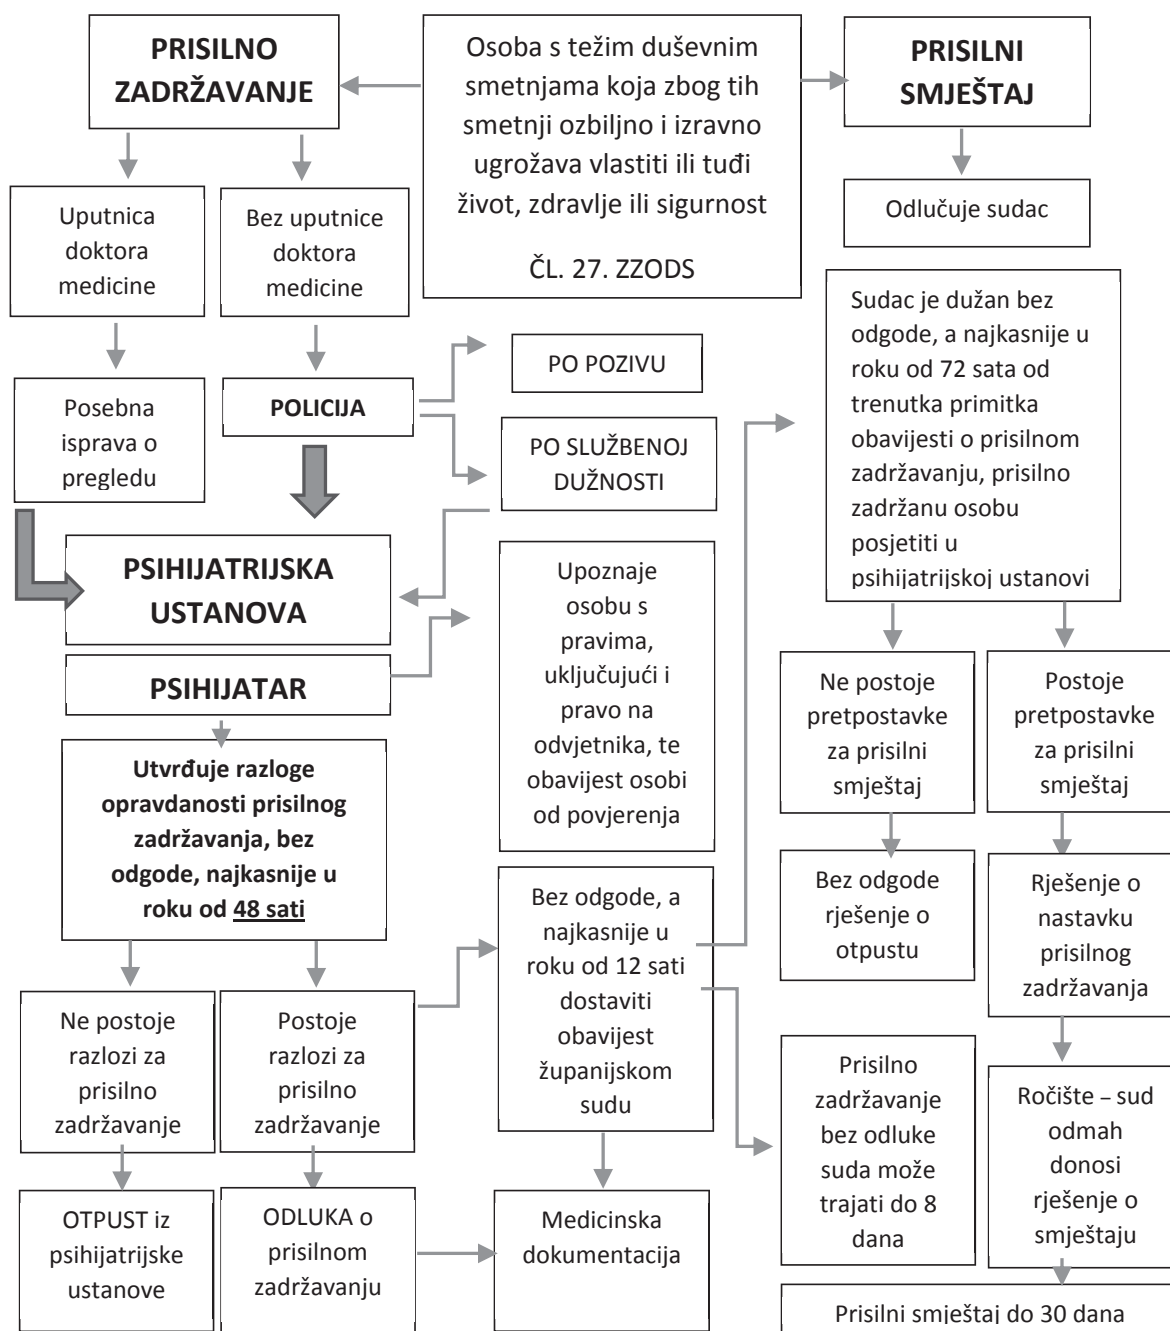 PRISILNO
ZADRŽAVANJE
Osoba s težim duševnim
smetnjama koja zbog tih
smetnji ozbiljno i izravno
ugrožava vlastiti ili tuđi
život, zdravlje ili sigurnost
ČL. 27. ZZODS
PRISILNI
SMJEŠTAJ
Uputnica
doktora
medicine
Bez uputnice
doktora
medicine
Odlučuje sudac
Posebna
isprava o
pregledu
POLICIJA
PO POZIVU
PO SLUŽBENOJ
DUŽNOSTI
Sudac je dužan bez
odgode, a najkasnije u
roku od 72 sata od
trenutka primitka
obavijesti o prisilnom
zadržavanju, prisilno
zadržanu osobu
posjetiti u
psihijatrijskoj ustanovi
PSIHIJATRIJSKA
USTANOVA
PSIHIJATAR
Upoznaje
osobu s
pravima,
uključujući i
pravo na
odvjetnika, te
obavijest osobi
od povjerenja
Utvrđuje razloge
opravdanosti prisilnog
zadržavanja, bez
odgode, najkasnije u
roku od 48 sati
Ne postoje
pretpostavke
za prisilni
smještaj
Postoje
pretpostavke
za prisilni
smještaj
Bez odgode
rješenje o
otpustu
Rješenje o
nastavku
prisilnog
zadržavanja
Bez odgode, a
najkasnije u
roku od 12 sati
dostaviti
obavijest
županijskom
sudu
Ne postoje
razlozi za
prisilno
zadržavanje
Postoje
razlozi za
prisilno
zadržavanje
Prisilno
zadržavanje
bez odluke
suda može
trajati do 8
dana
Ročište – sud
odmah
donosi
rješenje o
smještaju
OTPUST iz
psihijatrijske
ustanove
ODLUKA o
prisilnom
zadržavanju
Medicinska
dokumentacija
Prisilni smještaj do 30 dana